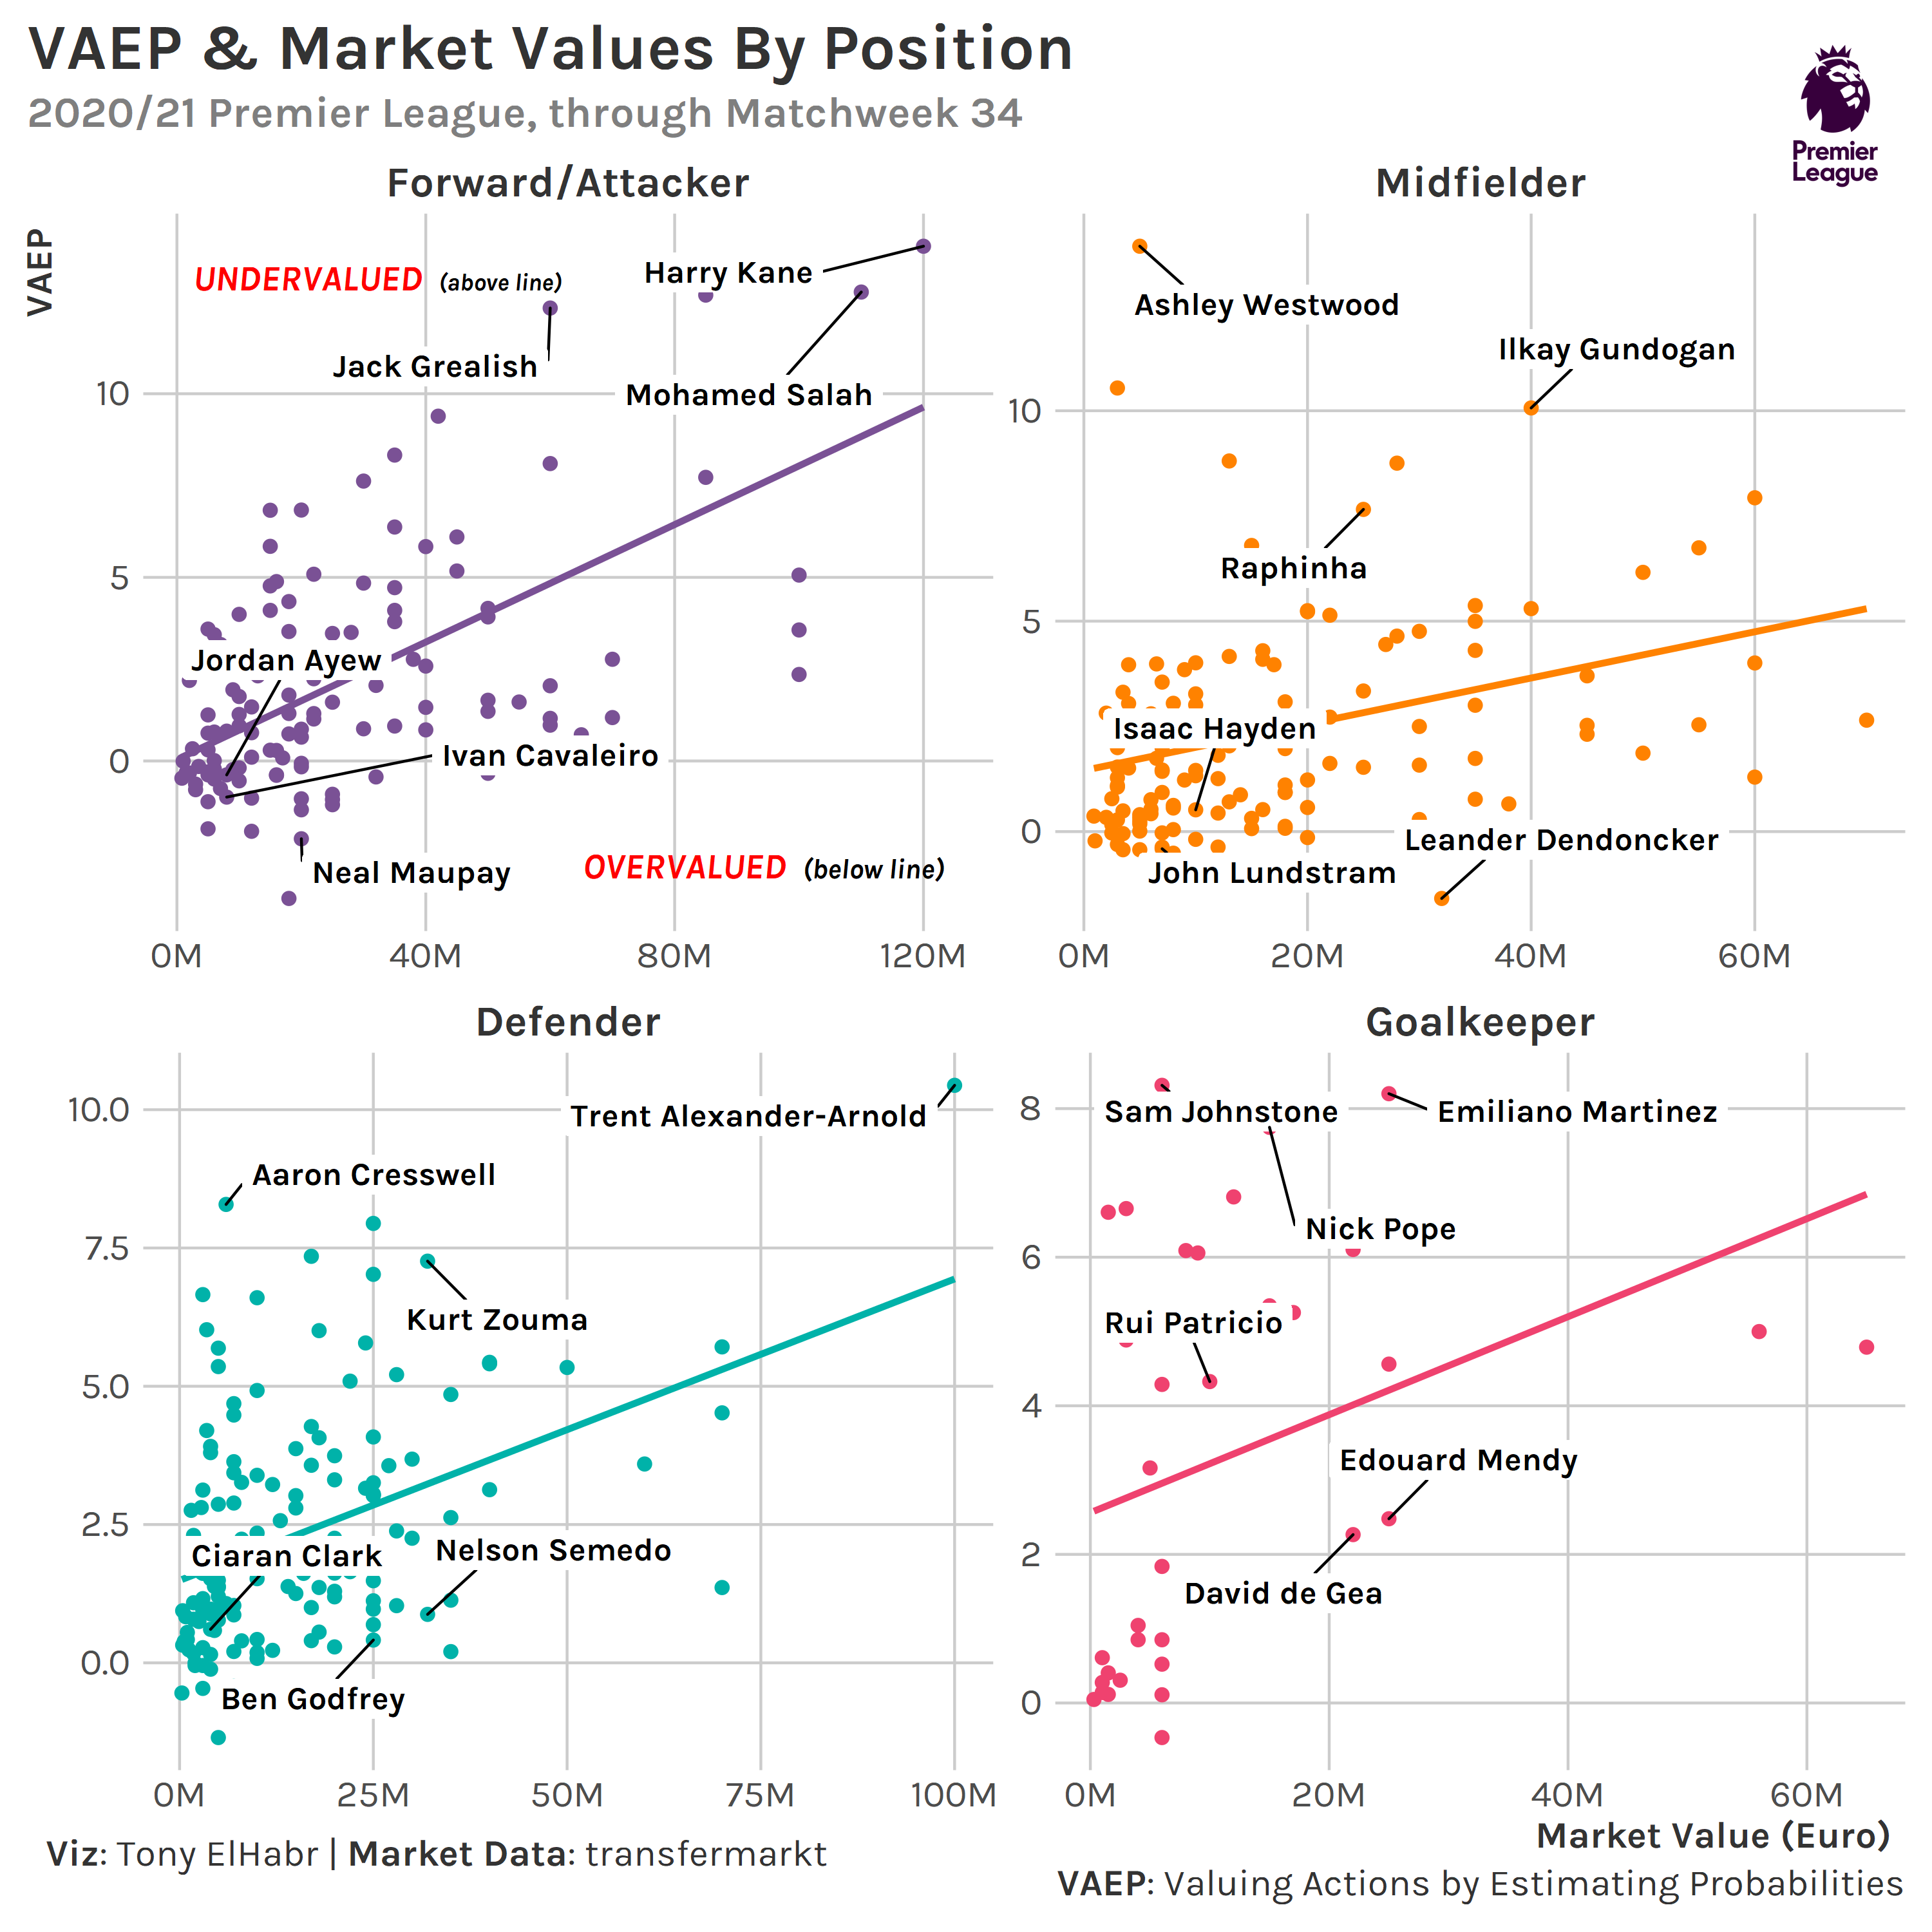 VAEP & Market Values By Position
2020/21 Premier League, through Matchweek 34
Premier
League
Forward/Attacker
VAEP
UNDERVALUED (above line)
Harry Kane
Jack Grealish
Mohamed Salah
10
5
Jordan Ayew
0
Ivan Cavaleiro
Neal Maupay
OVERVALUED (below line)
0M 40M 80M 120M
Midfielder
Ashley Westwood
Ilkay Gundogan
10
Raphinha
5
Isaac Hayden
0
Leander Dendoncker
John Lundstram
0M 20M 40M 60M
Defender
10.0
Trent Alexander-Arnold
Aaron Cresswell
7.5
Kurt Zouma
5.0
2.5
Ciaran Clark
Nelson Semedo
0.0
Ben Godfrey
0M 25M 50M 75M 100M
Goalkeeper
8
Sam Johnstone
Emiliano Martinez
Nick Pope
6
Rui Patricio
4
Edouard Mendy
2
David de Gea
0
0M 20M 40M 60M
Market Value (Euro)
Viz: Tony ElHabr | Market Data: transfermarkt
VAEP: Valuing Actions by Estimating Probabilities